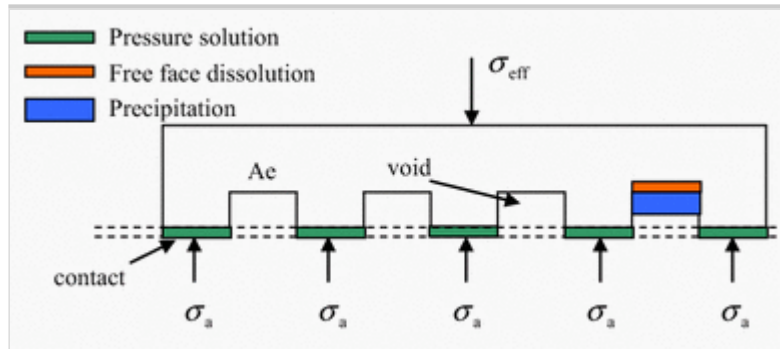 Pressure solution
Free face dissolution
Precipitation
σeff
Ae
void
contact
σa σa σa σa σa